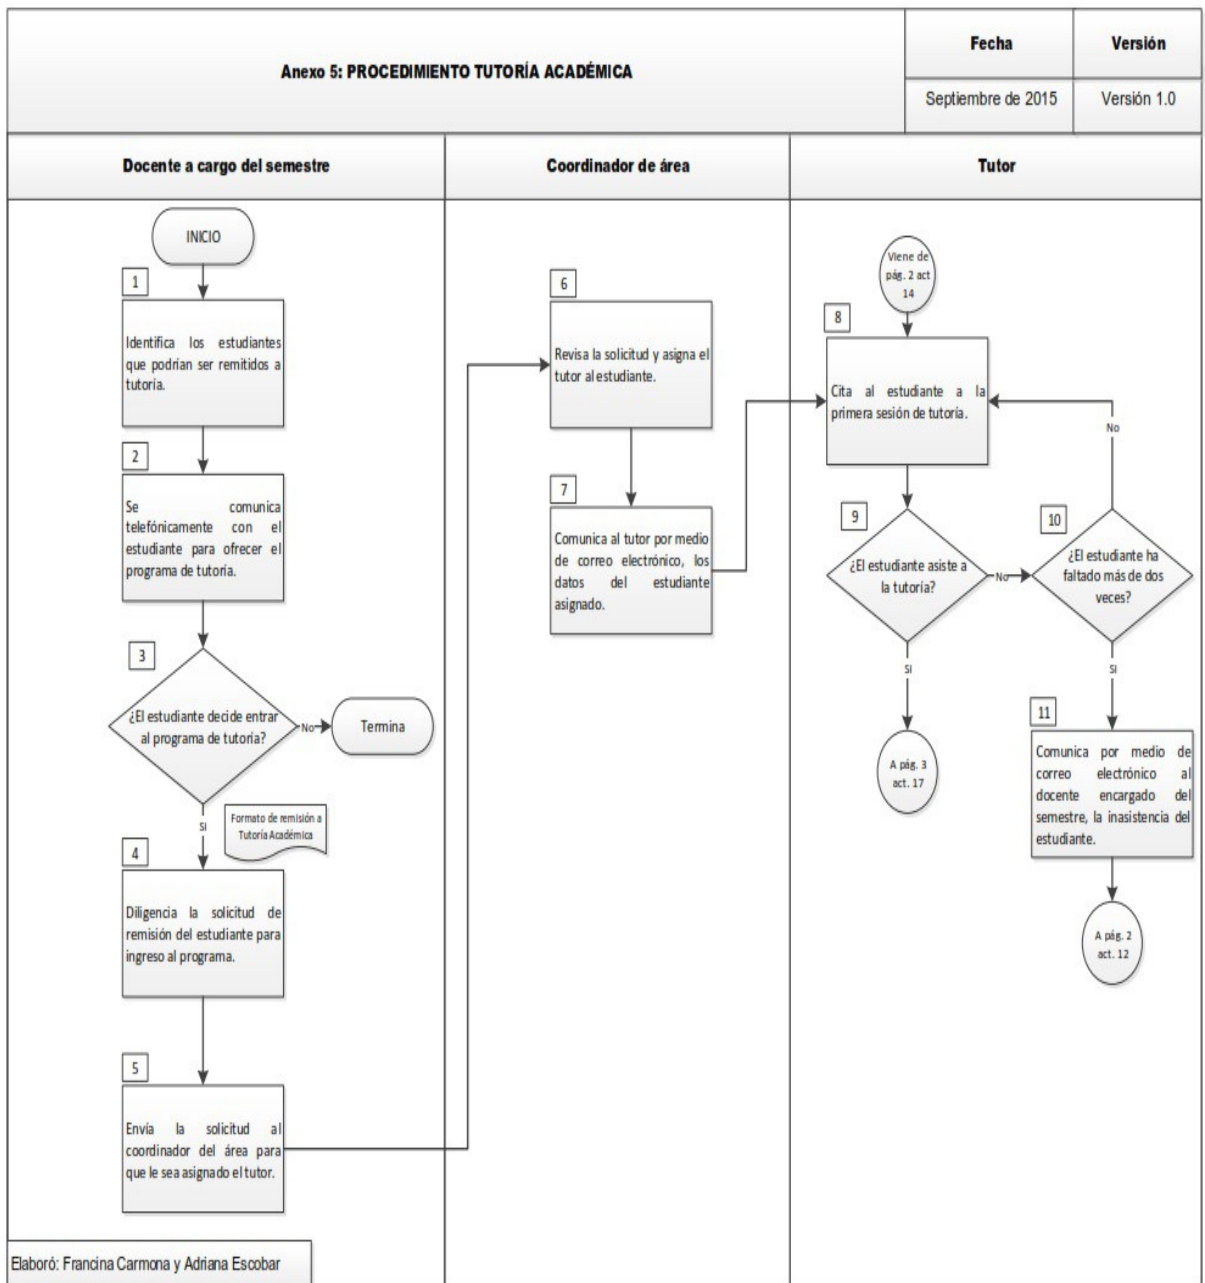 Anexo 5: PROCEDIMIENTO TUTORÍA ACADÉMICA
Fecha
Versión
Septiembre de 2015
Versión 1.0
Docente a cargo del semestre
Coordinador de área
Tutor
INICIO
1
Identifica los estudiantes
que podrían ser remitidos a
tutoría.
2
Se comunica
telefónicamente con el
estudiante para ofrecer el
programa de tutoría.
3
¿El estudiante decide entrar
al programa de tutoría?
No
Termina
SI
Formato de remisión a
Tutoría Académica
4
Diligencia la solicitud de
remisión del estudiante para
ingreso al programa.
5
Envía la solicitud al
coordinador del área para
que le sea asignado el tutor.
6
Revisa la solicitud y asigna el
tutor al estudiante.
7
Comunica al tutor por medio
de correo electrónico, los
datos del estudiante
asignado.
Viene de
pág. 2 act
14
8
Cita al estudiante a la
primera sesión de tutoría.
No
9
¿El estudiante asiste a
la tutoría?
No
10
¿El estudiante ha
faltado más de dos
veces?
SI
SI
A pág. 3
act. 17
11
Comunica por medio de
correo electrónico al
docente encargado del
semestre, la inasistencia del
estudiante.
A pág. 2
act. 12
Elaboró: Francina Carmona y Adriana Escobar